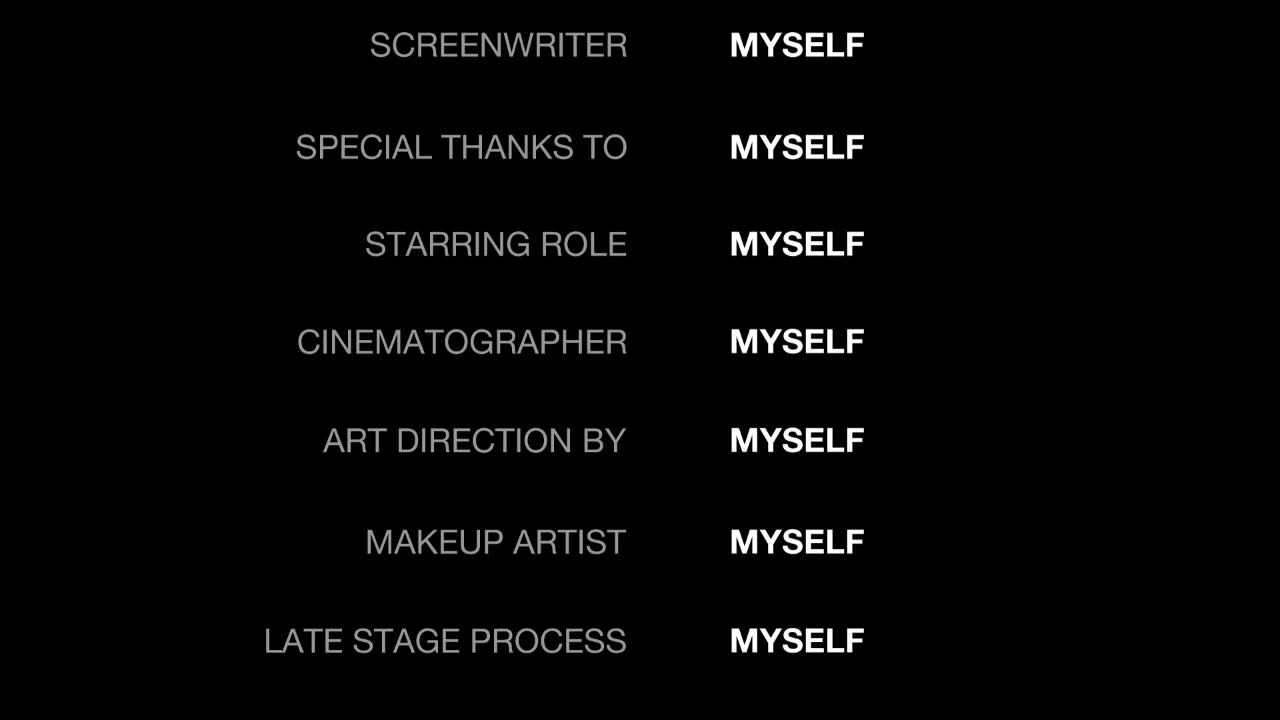 SCREENWRITER MYSELF
SPECIAL THANKS TO MYSELF
STARRING ROLE MYSELF
CINEMATOGRAPHER MYSELF
ART DIRECTION BY MYSELF
MAKEUP ARTIST MYSELF
LATE STAGE PROCESS MYSELF